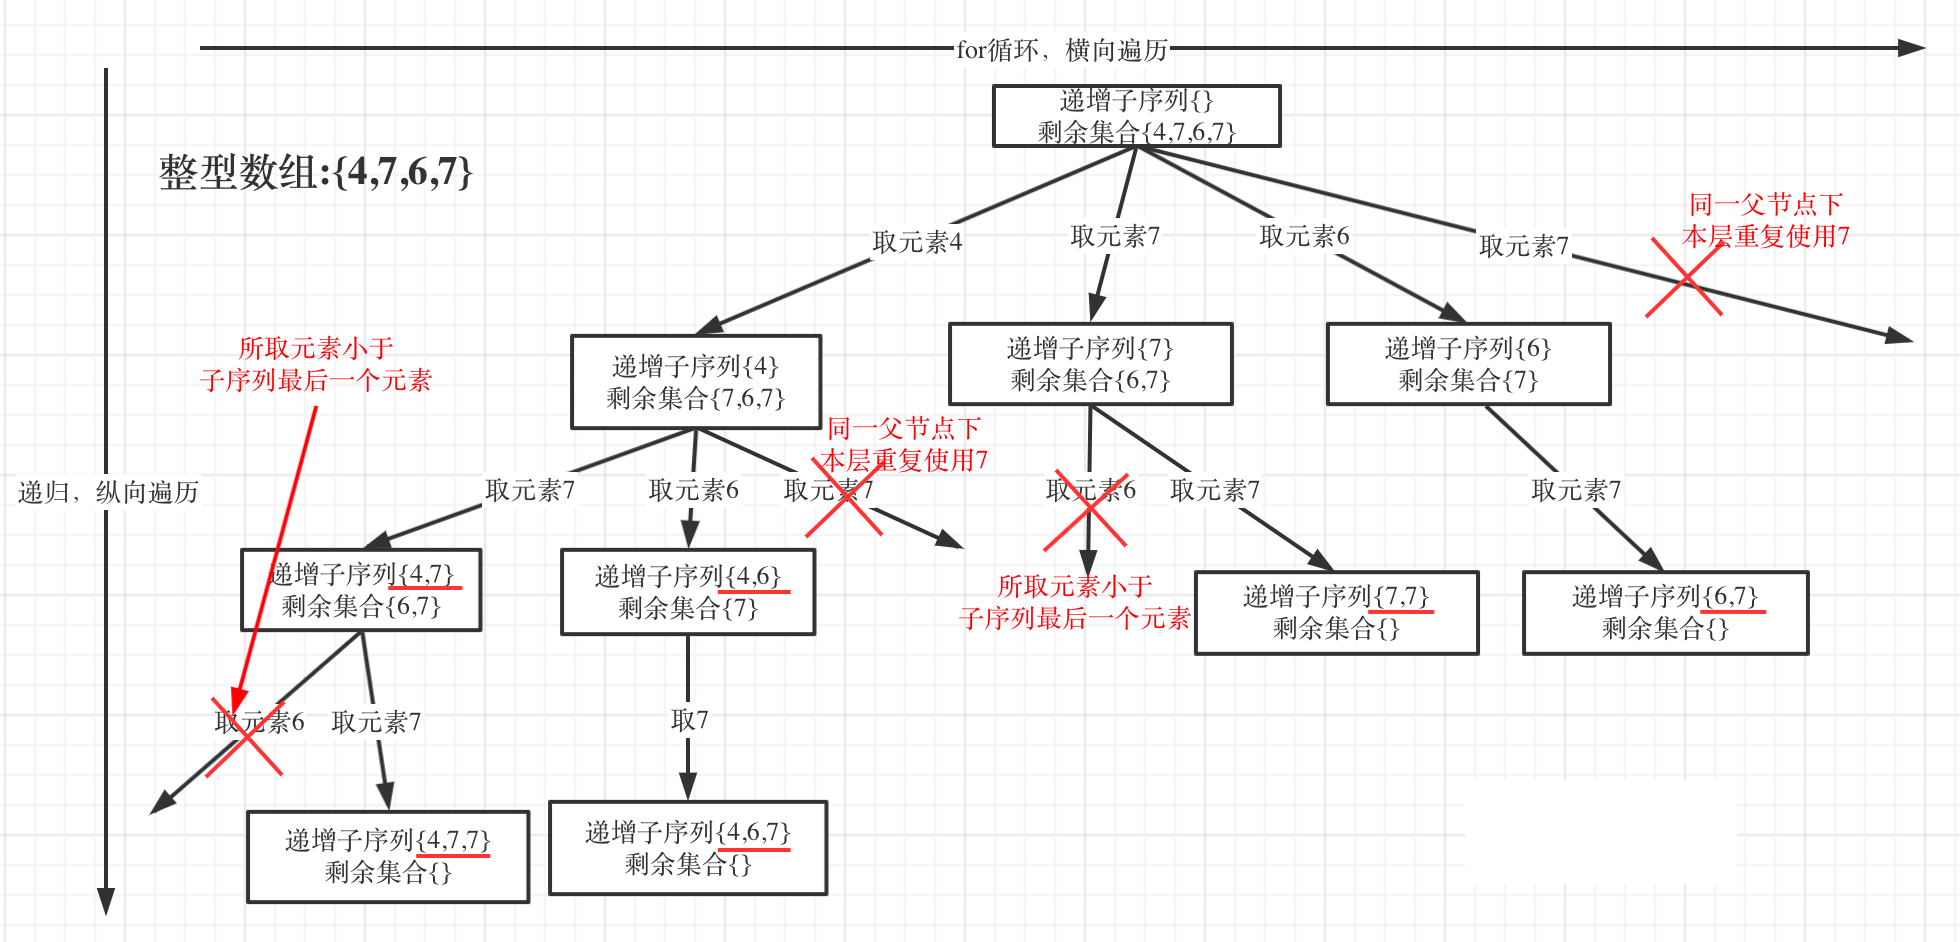 for循环，横向遍历
递增子序列{}
剩余集合{4,7,6,7}
整型数组:{4,7,6,7}
同一父节点下
本层重复使用7
取元素4
取元素7
取元素6
取元素7
所取元素小于
子序列最后一个元素
递增子序列{4}
剩余集合{7,6,7}
递增子序列{7}
剩余集合{6,7}
递增子序列{6}
剩余集合{7}
同一父节点下
本层重复使用7
递归，纵向遍历
取元素7
取元素6
取元素7
取元素6
取元素7
取元素7
递增子序列{4,7}
剩余集合{6,7}
递增子序列{4,6}
剩余集合{7}
所取元素小于
子序列最后一个元素
递增子序列{7,7}
剩余集合{}
递增子序列{6,7}
剩余集合{}
取元素6
取元素7
取7
递增子序列{4,7,7}
剩余集合{}
递增子序列{4,6,7}
剩余集合{}